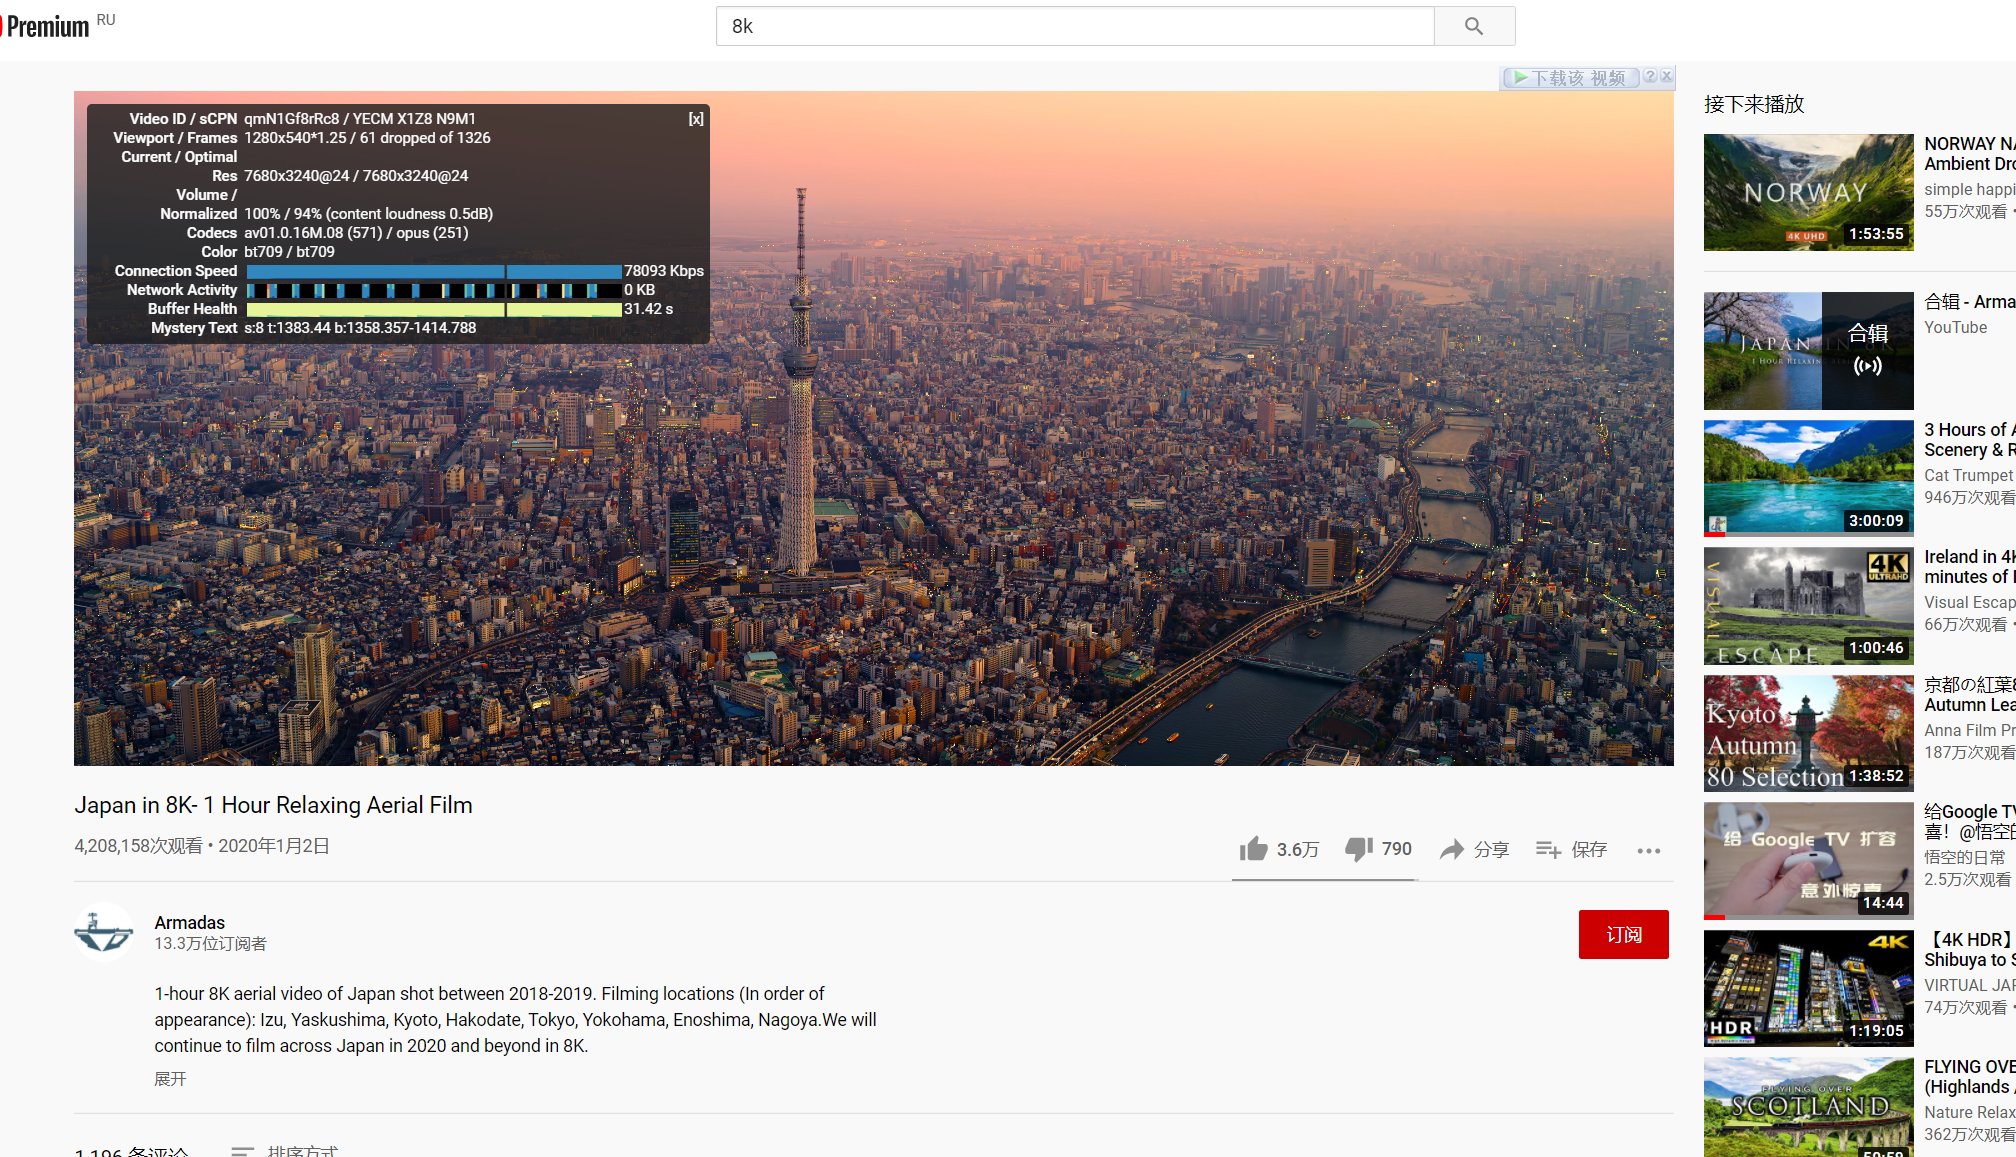 Premium RU
8k
下载该 视频
Video ID / sCPN qmN1Gf8rRc8 / YECM X1Z8 N9M1 [x]
Viewport / Frames 1280x540*1.25 / 61 dropped of 1326
Current / Optimal
Res 7680x3240@24 / 7680x3240@24
Volume /
Normalized 100% / 94% (content loudness 0.5dB)
Codecs av01.0.16M.08 (571) / opus (251)
Color bt709 / bt709
Connection Speed 78093 Kbps
Network Activity 0 KB
Buffer Health 31.42 s
Mystery Text s:8 t:1383.44 b:1358.357-1414.788
Japan in 8K- 1 Hour Relaxing Aerial Film
4,208,158次观看 • 2020年1月2日
3.6万 790 分享 保存
Armadas
13.3万位订阅者
订阅
1-hour 8K aerial video of Japan shot between 2018-2019. Filming locations (In order of
appearance): Izu, Yaskushima, Kyoto, Hakodate, Tokyo, Yokohama, Enoshima, Nagoya.We will
continue to film across Japan in 2020 and beyond in 8K.
展开
1,196 条评论 排序方式
接下来播放
NORWAY
4K UHD
1:53:55
NORWAY
Ambient
simple
55万次观看
JAPAN IN 8K
1 HOUR RELAXING
合辑
合辑 -
YouTube
3:00:09
3 Hours of
Scenery &
Cat Trumpet
946万次观看
VISUAL
ESCAPE
4K
ULTRAHD
1:00:46
Ireland in
minutes of
Visual
66万次观看
Kyoto
Autumn
80 Selection
1:38:52
京都の紅葉
Autumn
Anna Film
187万次观看
给 Google TV 扩容
意外惊喜
14:44
给Google TV
喜！@悟空的
悟空的日常
2.5万次观看
4K
HDR
1:19:05
【4K HDR】
Shibuya to
VIRTUAL
74万次观看
FLYING OVER
SCOTLAND
50:59
FLYING
(Highlands
Nature
362万次观看